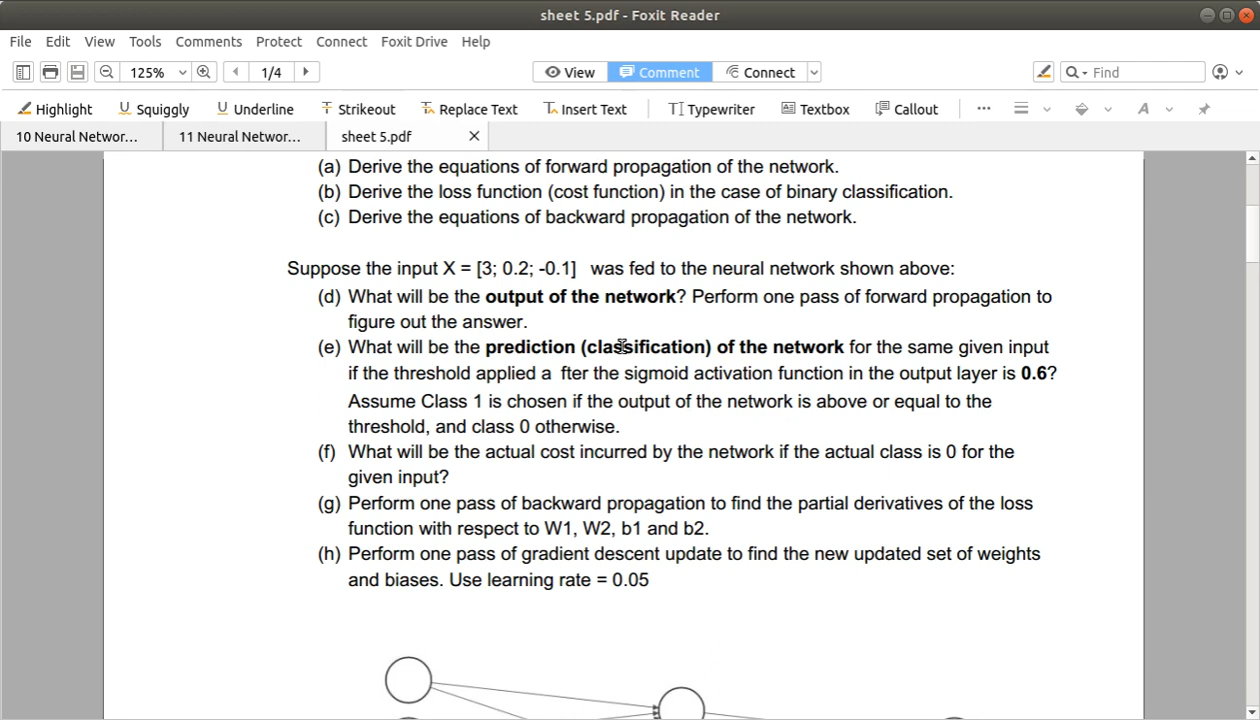 sheet 5.pdf - Foxit Reader
File Edit View Tools Comments Protect Connect Foxit Drive Help
125% 1/4 View Comment Connect Find
Highlight Squiggly Underline Strikeout Replace Text Insert Text Typewriter Textbox Callout
10 Neural Networ... 11 Neural Networ... sheet 5.pdf
(a) Derive the equations of forward propagation of the network.
(b) Derive the loss function (cost function) in the case of binary classification.
(c) Derive the equations of backward propagation of the network.
Suppose the input X = [3; 0.2; -0.1] was fed to the neural network shown above:
(d) What will be the output of the network? Perform one pass of forward propagation to
figure out the answer.
(e) What will be the prediction (classification) of the network for the same given input
if the threshold applied a fter the sigmoid activation function in the output layer is 0.6?
Assume Class 1 is chosen if the output of the network is above or equal to the
threshold, and class 0 otherwise.
(f) What will be the actual cost incurred by the network if the actual class is 0 for the
given input?
(g) Perform one pass of backward propagation to find the partial derivatives of the loss
function with respect to W1, W2, b1 and b2.
(h) Perform one pass of gradient descent update to find the new updated set of weights
and biases. Use learning rate = 0.05